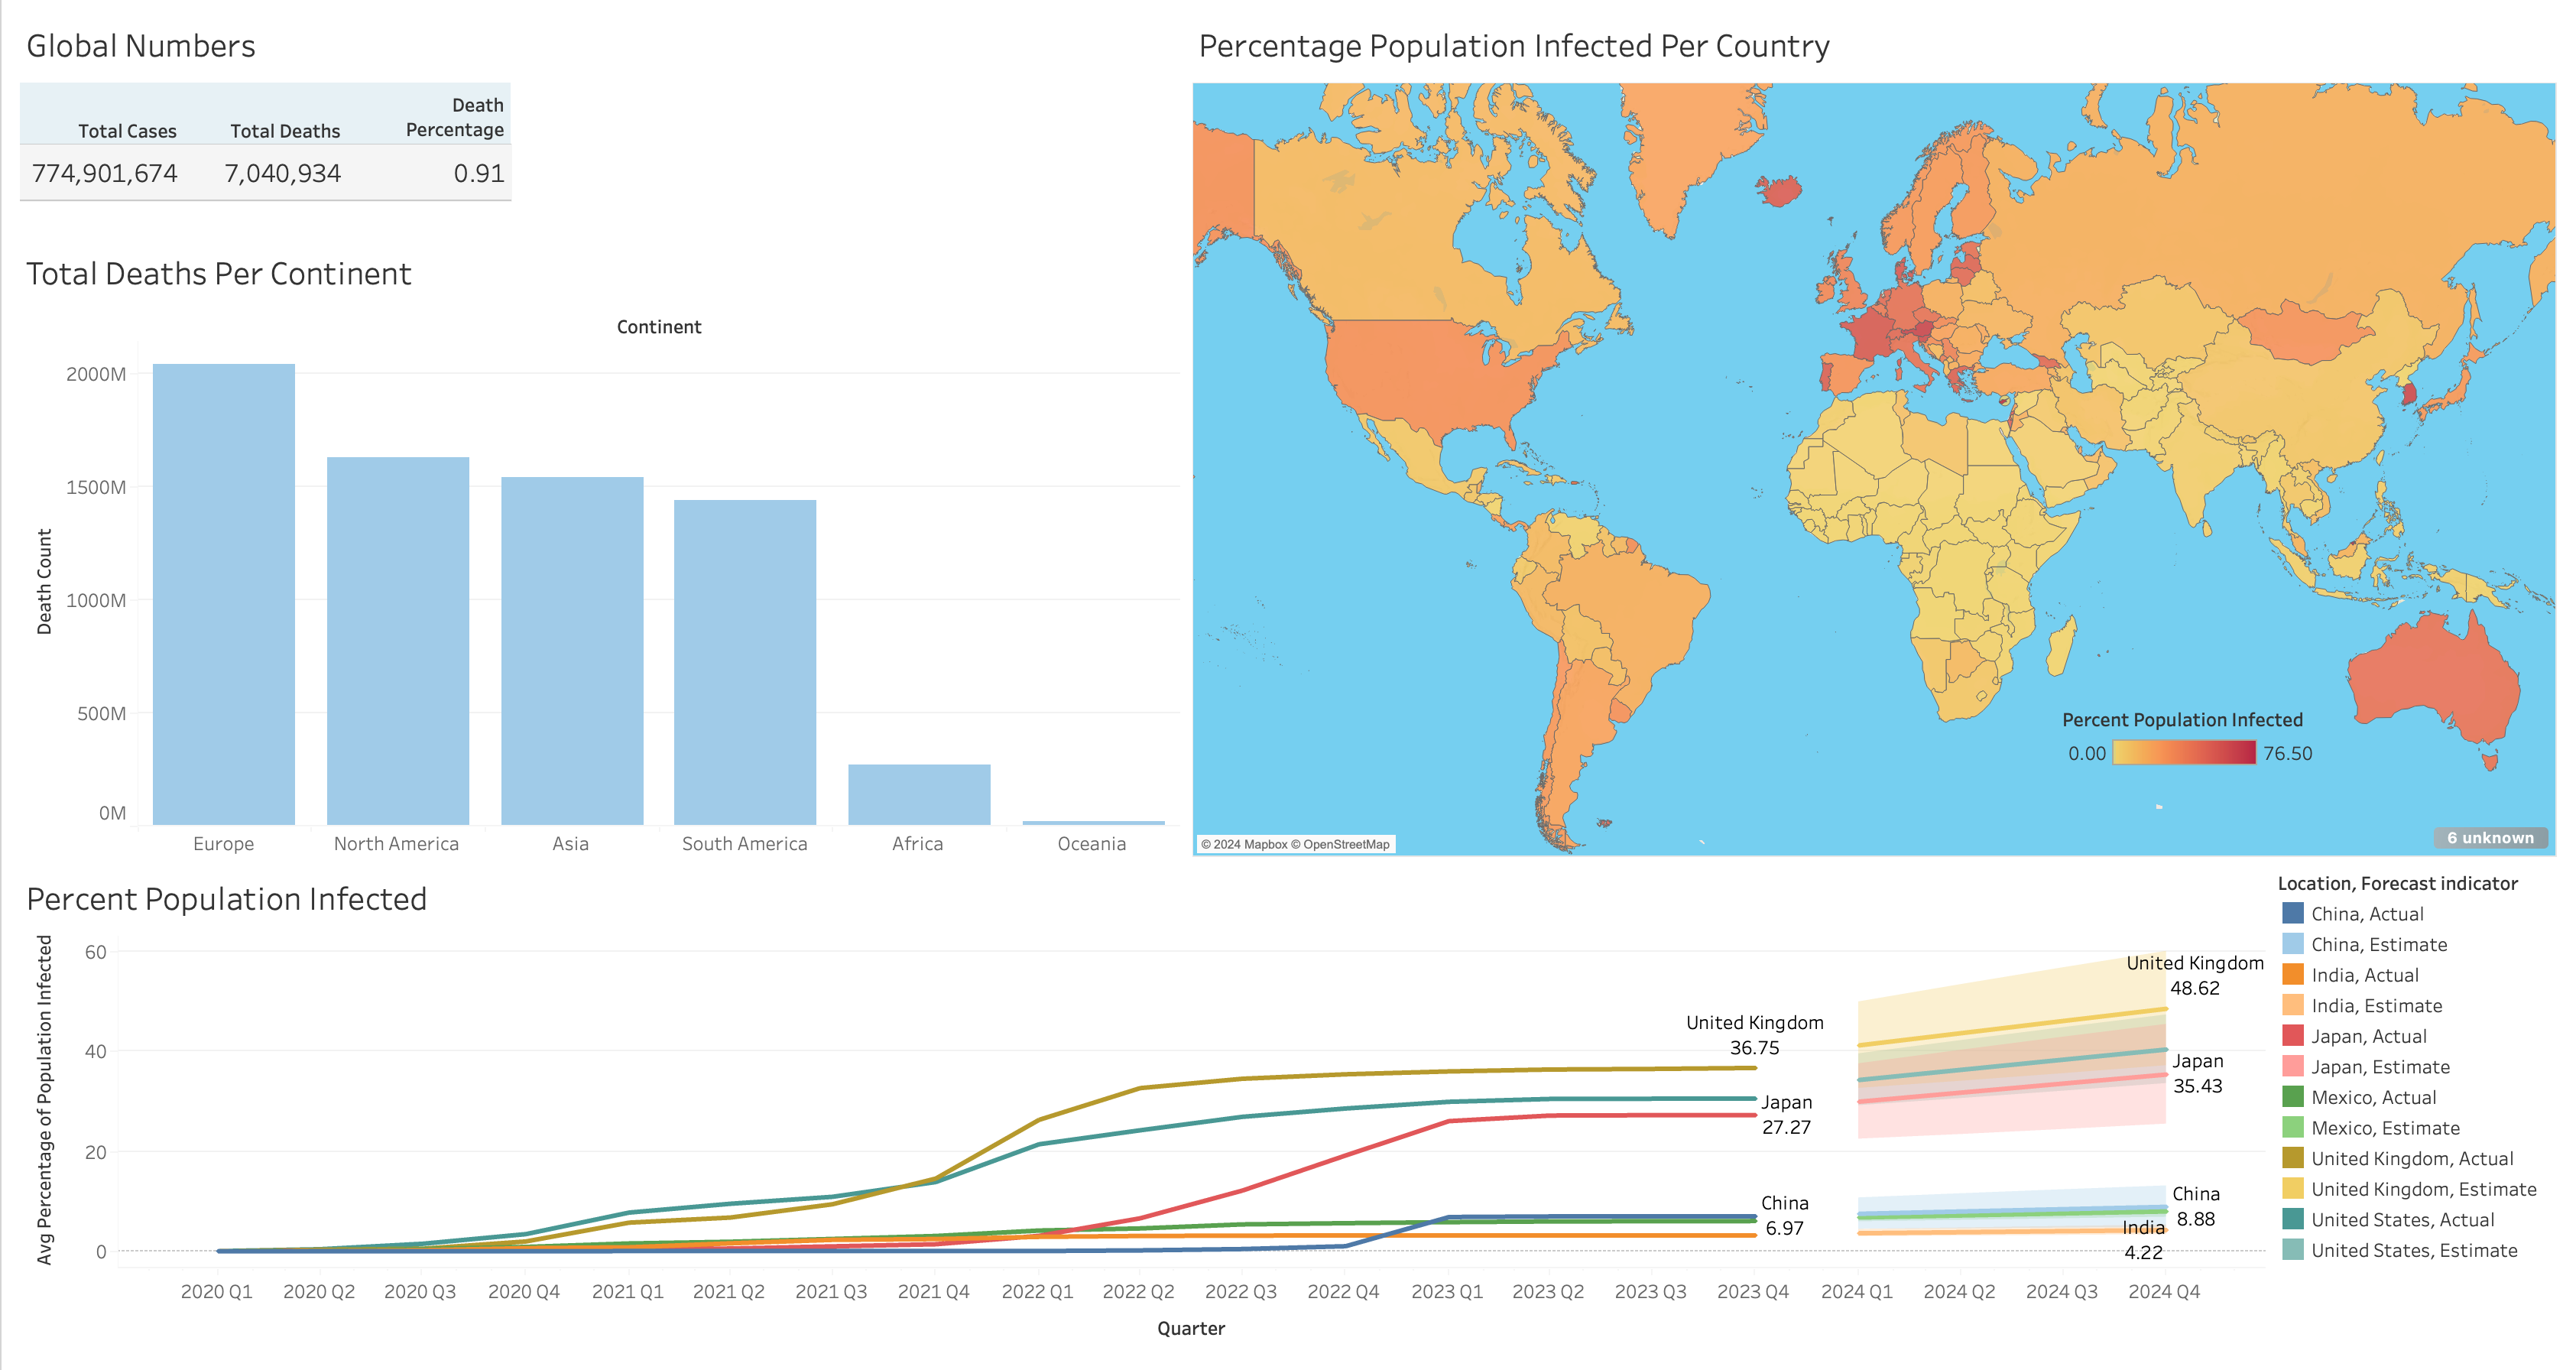 Global Numbers
Total Cases
Total Deaths
Death
Percentage
774,901,674
7,040,934
0.91
Total Deaths Per Continent
Continent
Death Count
2000M
1500M
1000M
500M
0M
Europe
North America
Asia
South America
Africa
Oceania
Percentage Population Infected Per Country
Percent Population Infected
0.00
76.50
© 2024 Mapbox © OpenStreetMap
6 unknown
Percent Population Infected
Avg Percentage of Population Infected
60
40
20
0
United Kingdom
36.75
Japan
27.27
China
6.97
United Kingdom
48.62
Japan
35.43
China
8.88
India
4.22
2020 Q1
2020 Q2
2020 Q3
2020 Q4
2021 Q1
2021 Q2
2021 Q3
2021 Q4
2022 Q1
2022 Q2
2022 Q3
2022 Q4
2023 Q1
2023 Q2
2023 Q3
2023 Q4
2024 Q1
2024 Q2
2024 Q3
2024 Q4
Quarter
Location, Forecast indicator
China, Actual
China, Estimate
India, Actual
India, Estimate
Japan, Actual
Japan, Estimate
Mexico, Actual
Mexico, Estimate
United Kingdom, Actual
United Kingdom, Estimate
United States, Actual
United States, Estimate